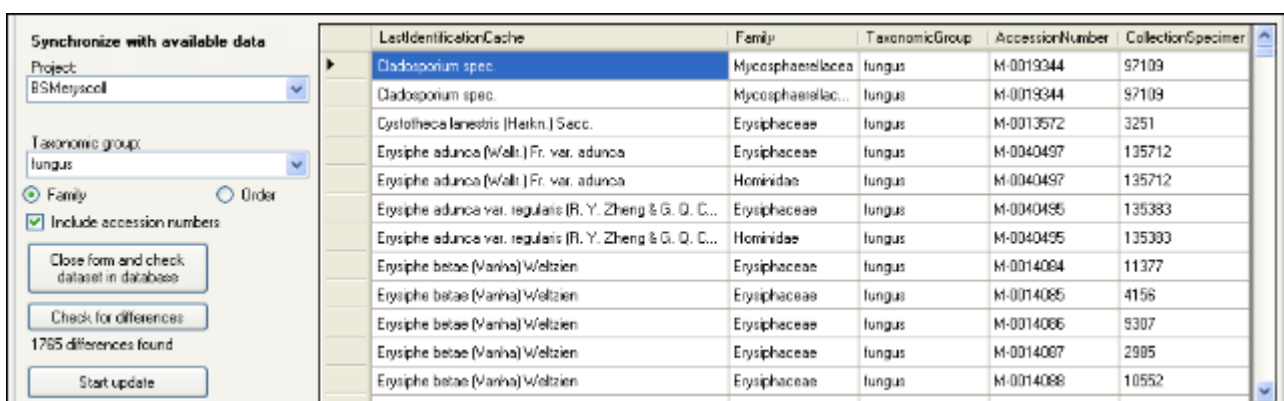 Synchronize with available data
Project:
BSMeryscoll
Taxonomic group:
fungus
Family Order
Include accession numbers
Close form and check
dataset in database
Check for differences
1765 differences found
Start update
LastIdentificationCache Family TaxonomicGroup AccessionNumber CollectionSpecimer
Cladosporium spec. Mycosphaerellacea fungus M-0019344 97109
Cladosporium spec. Mycosphaerellac... fungus M-0019344 97109
Cystotheca lanestris (Harkn.) Sacc. Erysiphaceae fungus M-0013572 3251
Erysiphe adunca (Wallr.) Fr. var. adunca Erysiphaceae fungus M-0040497 135712
Erysiphe adunca (Wallr.) Fr. var. adunca Hominidae fungus M-0040497 135712
Erysiphe adunca var. regularis (R. Y. Zheng & G. Q. C... Erysiphaceae fungus M-0040495 135383
Erysiphe adunca var. regularis (R. Y. Zheng & G. Q. C... Hominidae fungus M-0040495 135383
Erysiphe betae (Vanha) Weltzien Erysiphaceae fungus M-0014084 11377
Erysiphe betae (Vanha) Weltzien Erysiphaceae fungus M-0014085 4156
Erysiphe betae (Vanha) Weltzien Erysiphaceae fungus M-0014086 9307
Erysiphe betae (Vanha) Weltzien Erysiphaceae fungus M-0014087 2985
Erysiphe betae (Vanha) Weltzien Erysiphaceae fungus M-0014088 10552